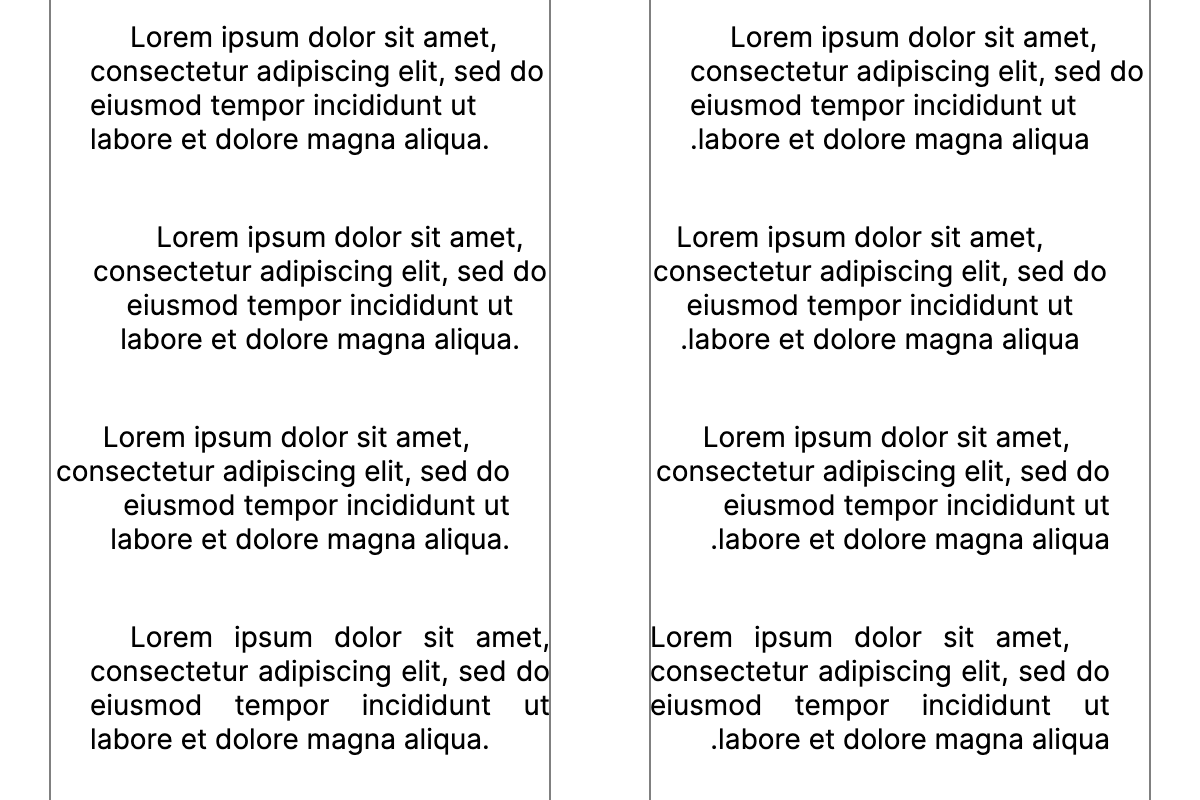 Lorem ipsum dolor sit amet,
consectetur adipiscing elit, sed do
eiusmod tempor incididunt ut
labore et dolore magna aliqua.
Lorem ipsum dolor sit amet,
consectetur adipiscing elit, sed do
eiusmod tempor incididunt ut
labore et dolore magna aliqua.
Lorem ipsum dolor sit amet,
consectetur adipiscing elit, sed do
eiusmod tempor incididunt ut
labore et dolore magna aliqua.
Lorem ipsum dolor sit amet,
consectetur adipiscing elit, sed do
eiusmod tempor incididunt ut
labore et dolore magna aliqua.
Lorem ipsum dolor sit amet,
consectetur adipiscing elit, sed do
eiusmod tempor incididunt ut
.labore et dolore magna aliqua
Lorem ipsum dolor sit amet,
consectetur adipiscing elit, sed do
eiusmod tempor incididunt ut
.labore et dolore magna aliqua
Lorem ipsum dolor sit amet,
consectetur adipiscing elit, sed do
eiusmod tempor incididunt ut
.labore et dolore magna aliqua
Lorem ipsum dolor sit amet,
consectetur adipiscing elit, sed do
eiusmod tempor incididunt ut
.labore et dolore magna aliqua